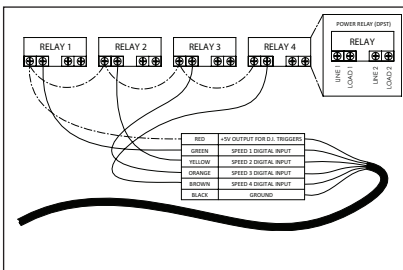 POWER RELAY (DPST)
RELAY 1
RELAY 2
RELAY 3
RELAY 4
RELAY
LINE 1
LOAD 1
LINE 2
LOAD 2
RED +5V OUTPUT FOR D.I. TRIGGERS
GREEN SPEED 1 DIGITAL INPUT
YELLOW SPEED 2 DIGITAL INPUT
ORANGE SPEED 3 DIGITAL INPUT
BROWN SPEED 4 DIGITAL INPUT
BLACK GROUND